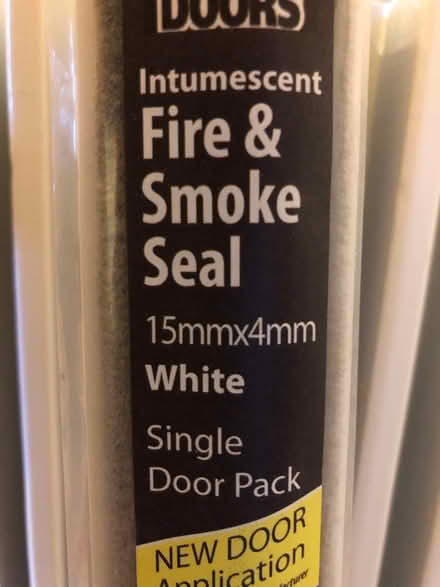 DOORS
Intumescent
Fire &
Smoke
Seal
15mmx4mm
White
Single
Door Pack
NEW DOOR
Application